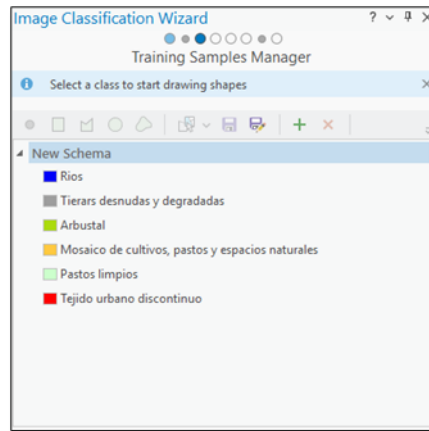 Image Classification Wizard
Training Samples Manager
Select a class to start drawing shapes
New Schema
Rios
Tierars desnudas y degradadas
Arbustal
Mosaico de cultivos, pastos y espacios naturales
Pastos limpios
Tejido urbano discontinuo